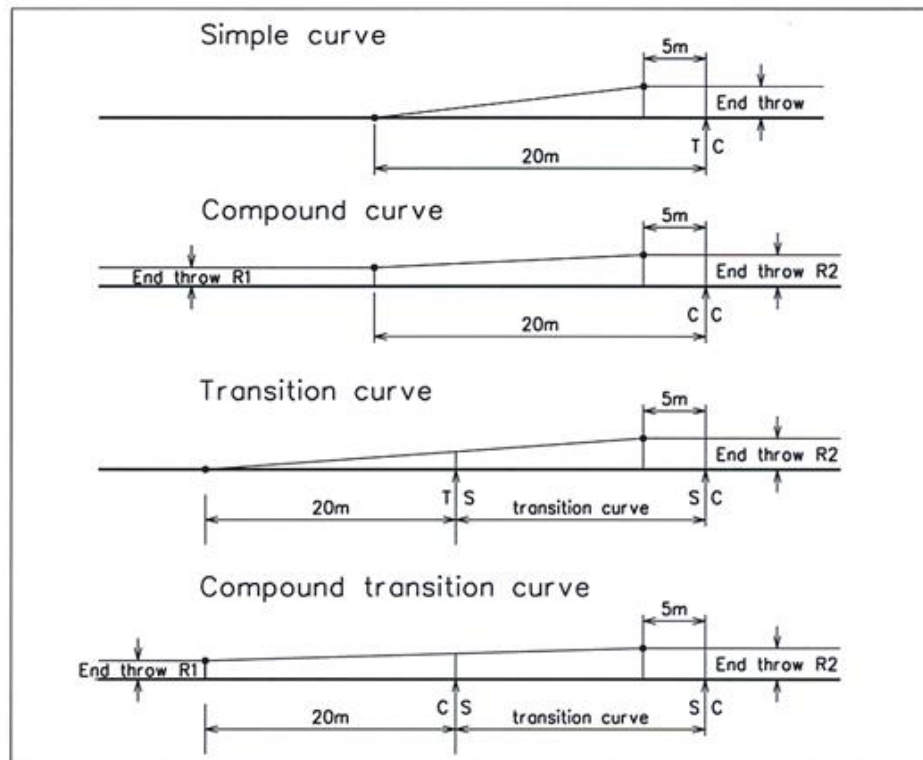 Simple curve
5m
End throw
T C
20m
Compound curve
5m
End throw R1
End throw R2
C C
20m
Transition curve
5m
End throw R2
T S
S C
20m
transition curve
Compound transition curve
5m
End throw R1
End throw R2
C S
S C
20m
transition curve